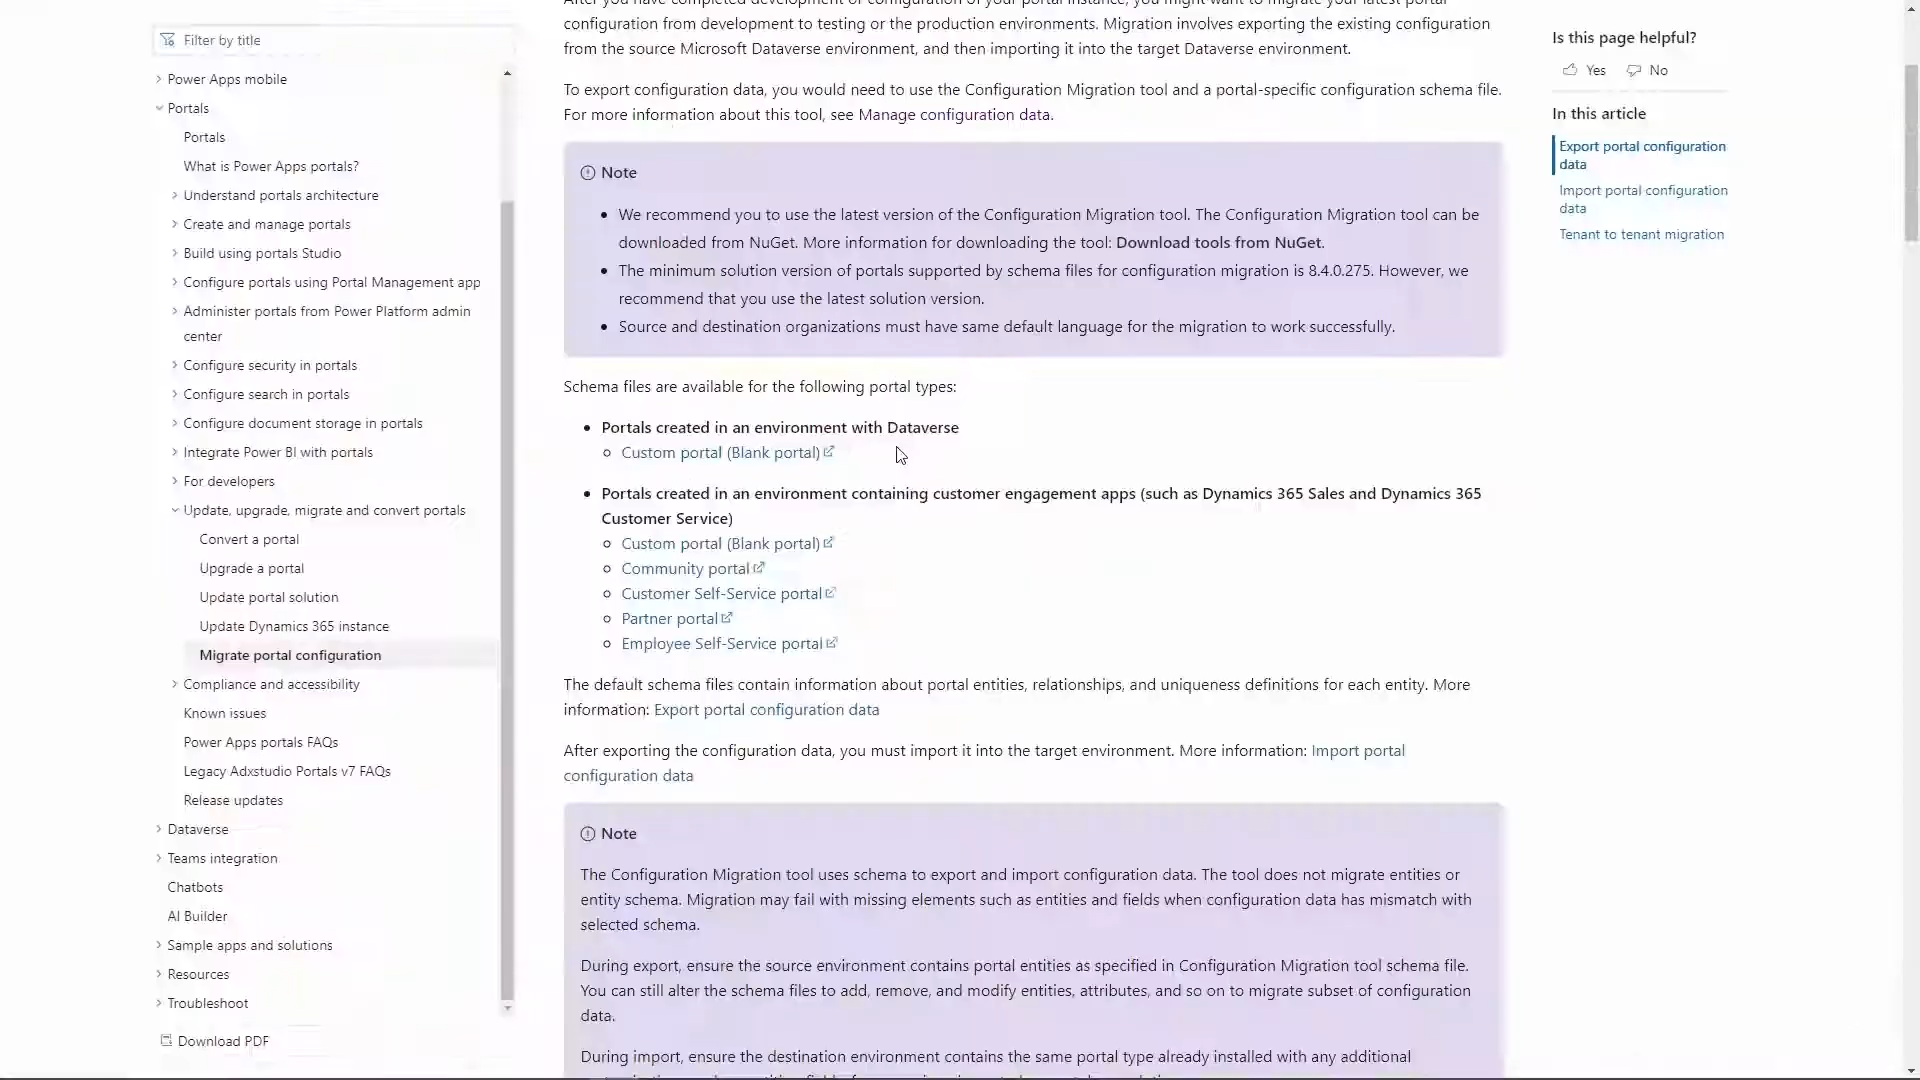 Filter by title
Power Apps mobile
Portals
Portals
What is Power Apps portals?
Understand portals architecture
Create and manage portals
Build using portals Studio
Configure portals using Portal Management app
Administer portals from Power Platform admin
center
Configure security in portals
Configure search in portals
Configure document storage in portals
Integrate Power BI with portals
For developers
Update, upgrade, migrate and convert portals
Convert a portal
Upgrade a portal
Update portal solution
Update Dynamics 365 instance
Migrate portal configuration
Compliance and accessibility
Known issues
Power Apps portals FAQs
Legacy Adxstudio Portals v7 FAQs
Release updates
Dataverse
Teams integration
Chatbots
AI Builder
Sample apps and solutions
Resources
Troubleshoot
Download PDF
After you have completed development or configuration of your portal instance, you might want to migrate your latest portal
configuration from development to testing or the production environments. Migration involves exporting the existing configuration
from the source Microsoft Dataverse environment, and then importing it into the target Dataverse environment.
To export configuration data, you would need to use the Configuration Migration tool and a portal-specific configuration schema file.
For more information about this tool, see Manage configuration data.
Note
• We recommend you to use the latest version of the Configuration Migration tool. The Configuration Migration tool can be
downloaded from NuGet. More information for downloading the tool: Download tools from NuGet.
• The minimum solution version of portals supported by schema files for configuration migration is 8.4.0.275. However, we
recommend that you use the latest solution version.
• Source and destination organizations must have same default language for the migration to work successfully.
Schema files are available for the following portal types:
• Portals created in an environment with Dataverse
Custom portal (Blank portal)
• Portals created in an environment containing customer engagement apps (such as Dynamics 365 Sales and Dynamics 365
Customer Service)
Custom portal (Blank portal)
Community portal
Customer Self-Service portal
Partner portal
Employee Self-Service portal
The default schema files contain information about portal entities, relationships, and uniqueness definitions for each entity. More
information: Export portal configuration data
After exporting the configuration data, you must import it into the target environment. More information: Import portal
configuration data
Note
The Configuration Migration tool uses schema to export and import configuration data. The tool does not migrate entities or
entity schema. Migration may fail with missing elements such as entities and fields when configuration data has mismatch with
selected schema.
During export, ensure the source environment contains portal entities as specified in Configuration Migration tool schema file.
You can still alter the schema files to add, remove, and modify entities, attributes, and so on to migrate subset of configuration
data.
During import, ensure the destination environment contains the same portal type already installed with any additional
Is this page helpful?
Yes No
In this article
Export portal configuration
data
Import portal configuration
data
Tenant to tenant migration